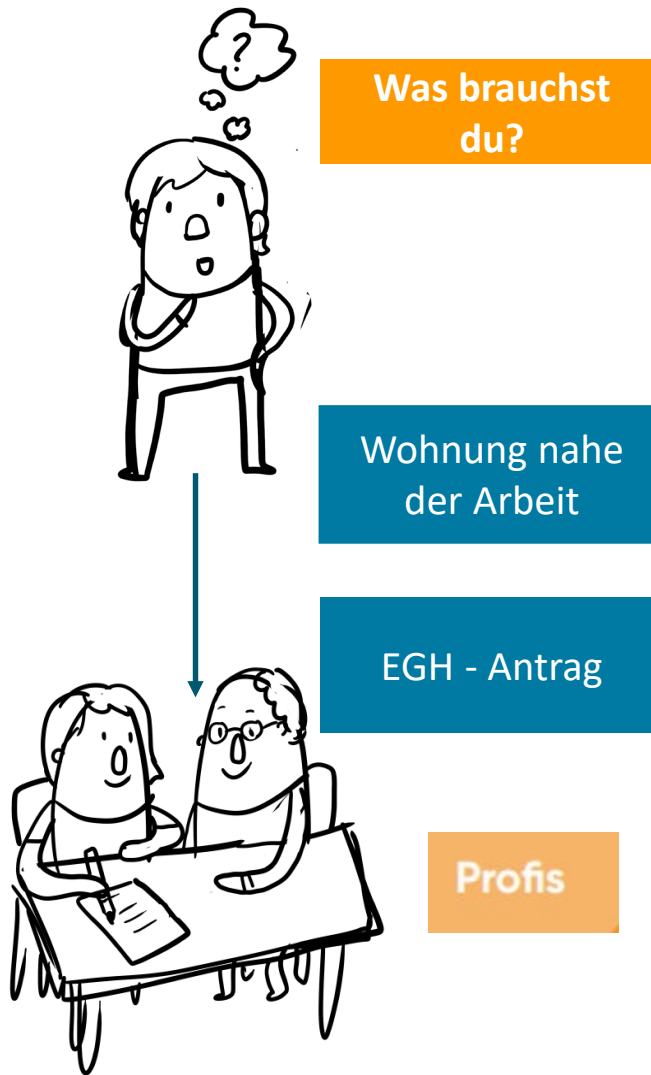 ?
Was brauchst
du?
Wohnung nahe
der Arbeit
EGH - Antrag
Profis